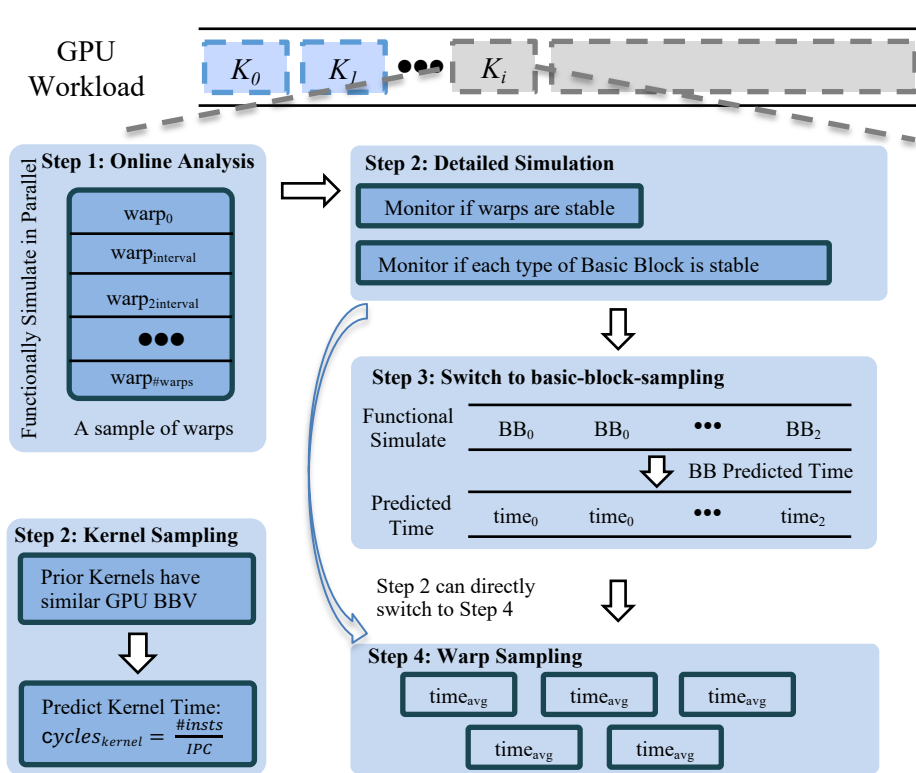 GPU
Workload
K0 K1 ••• Ki
Functionally Simulate in Parallel
Step 1: Online Analysis
warp0
warpinterval
warp2interval
•••
warp#warps
A sample of warps
Step 2: Detailed Simulation
Monitor if warps are stable
Monitor if each type of Basic Block is stable
Step 3: Switch to basic-block-sampling
Functional
Simulate
BB0 BB0 ••• BB2
BB Predicted Time
Predicted
Time
time0 time0 ••• time2
Step 2: Kernel Sampling
Prior Kernels have
similar GPU BBV
Predict Kernel Time:
cycleskernel = #insts/IPC
Step 2 can directly
switch to Step 4
Step 4: Warp Sampling
timeavg timeavg timeavg
timeavg timeavg